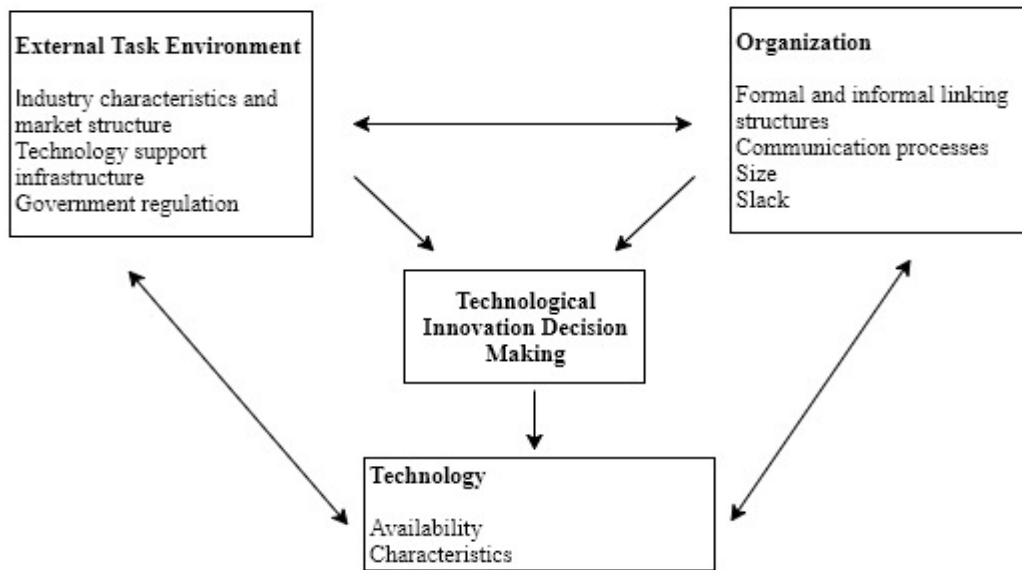 External Task Environment
Industry characteristics and
market structure
Technology support
infrastructure
Government regulation
Organization
Formal and informal linking
structures
Communication processes
Size
Slack
Technological
Innovation Decision
Making
Technology
Availability
Characteristics